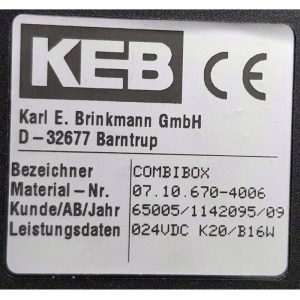 KEB CE
Karl E. Brinkmann GmbH
D-32677 Barntrup
Bezeichner COMBIBOX
Material-Nr. 07.10.670-4006
Kunde/AB/Jahr 65005/1142095/09
Leistungsdaten 024VDC K20/B16W